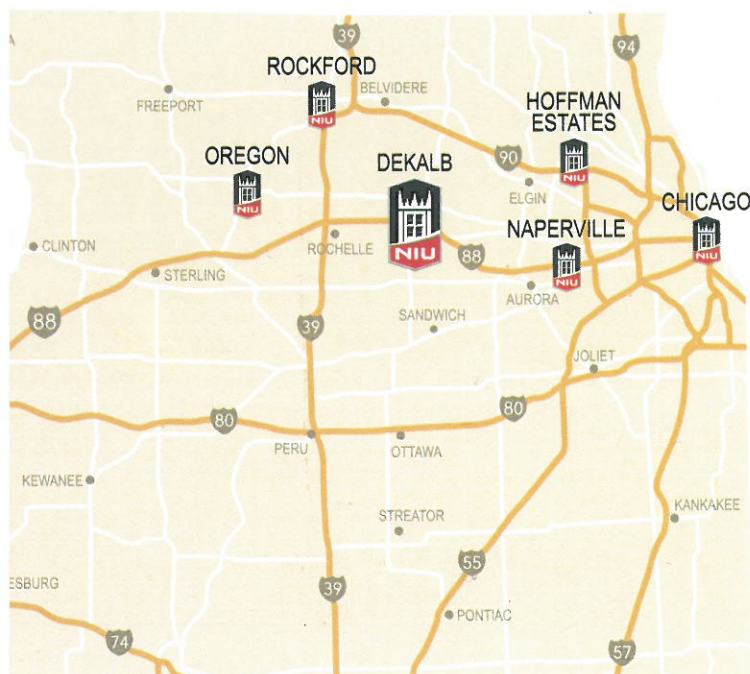 39
94
ROCKFORD
BELVIDERE
FREEPORT
NIU
HOFFMAN
ESTATES
NIU
OREGON
NIU
DEKALB
NIU
90
ELGIN
CHICAGO
NIU
NAPERVILLE
NIU
CLINTON
ROCHELLE
88
STERLING
AURORA
88
39
SANDWICH
JOLIET
80
80
PERU
OTTAWA
KEWANEE
STREATOR
KANKAKEE
55
ESBURG
39
PONTIAC
74
57